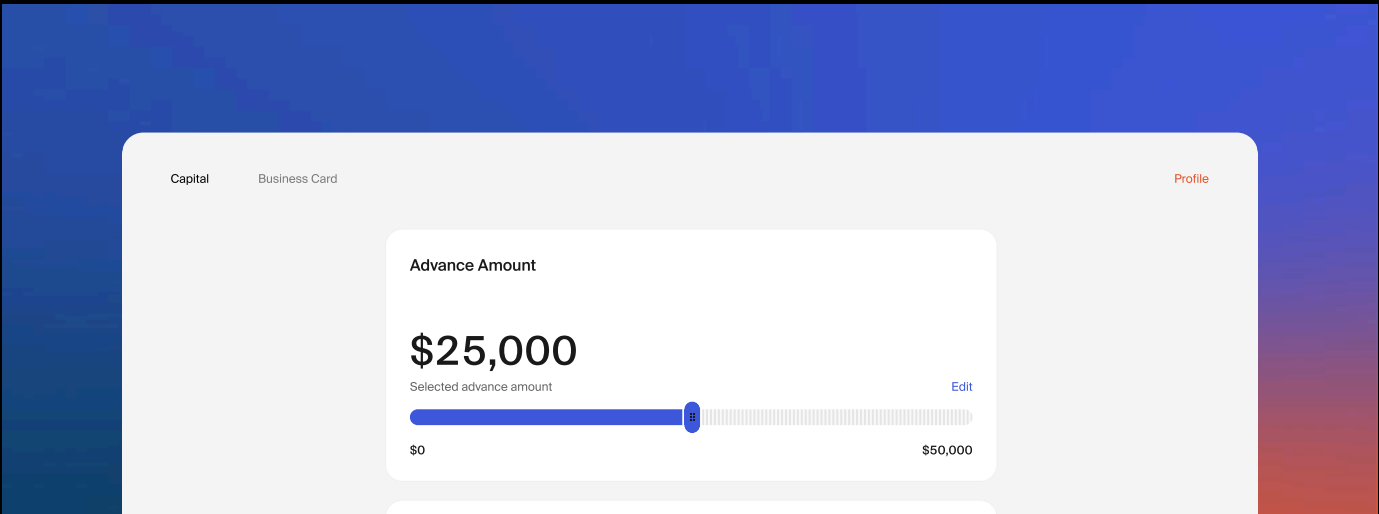 Capital Business Card Profile
Advance Amount
$25,000
Selected advance amount Edit
$0 $50,000